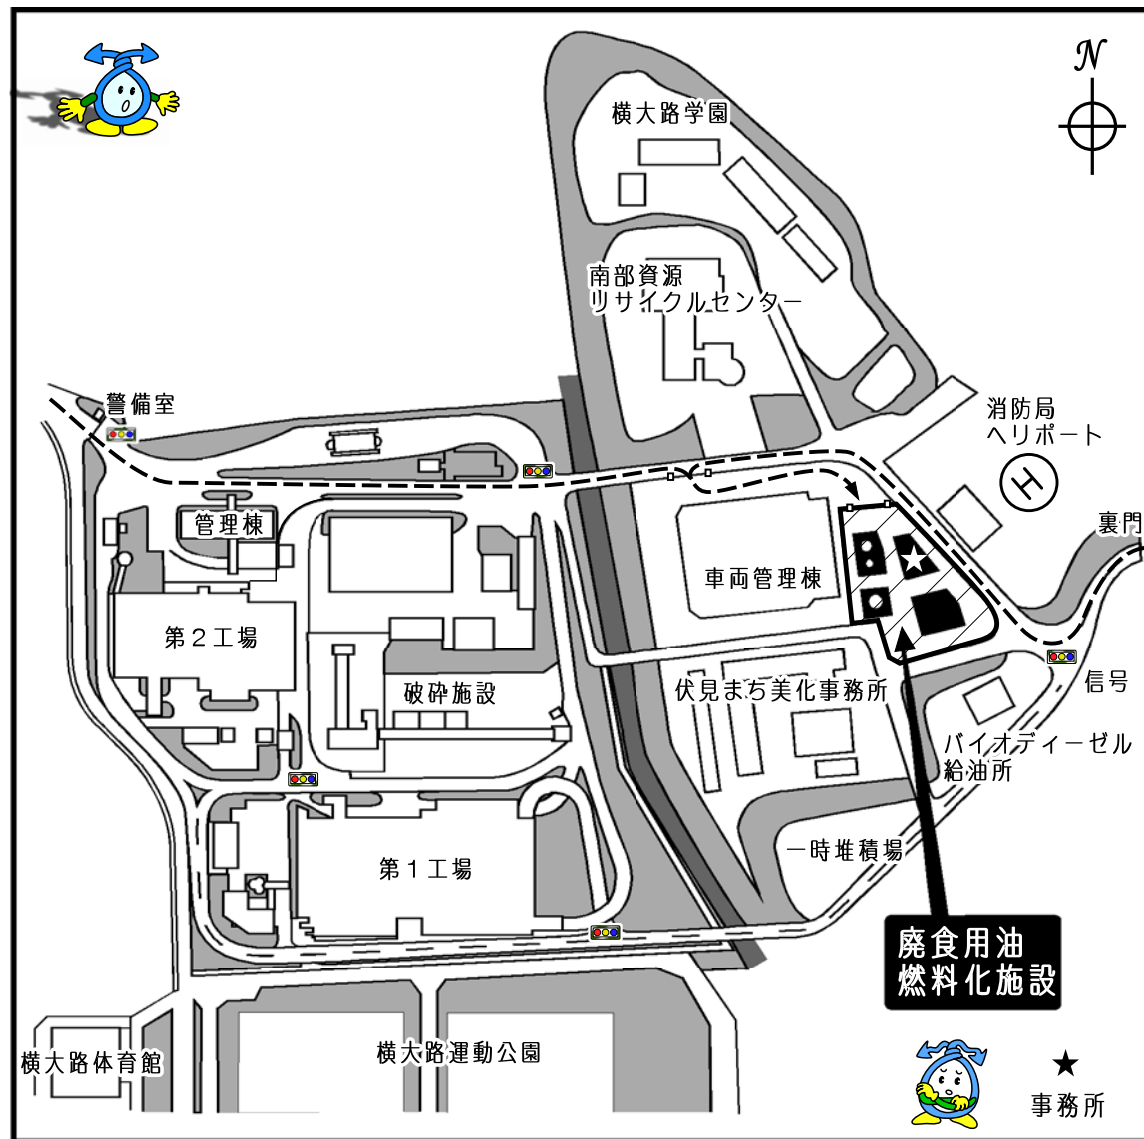 N
横大路学園
南部資源
リサイクルセンター
警備室
消防局
ヘリポート
H
管理棟
裏門
車両管理棟
第2工場
信号
破砕施設
伏見まち美化事務所
バイオディーゼル
給油所
一時堆積場
第1工場
廃食用油
燃料化施設
横大路体育館
横大路運動公園
★
事務所